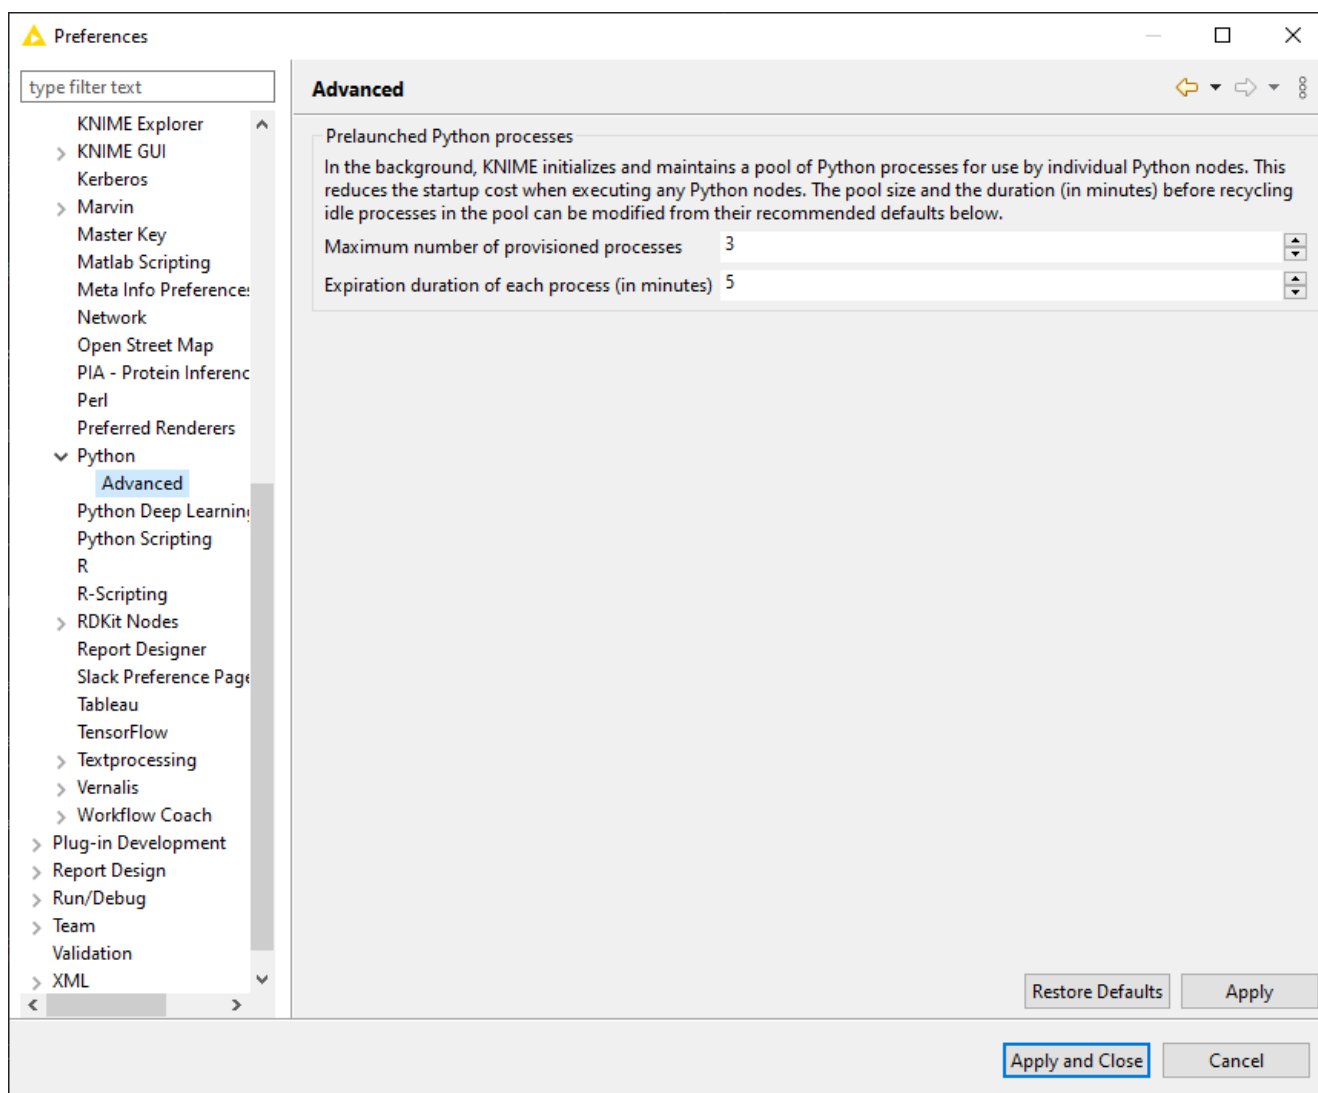 Preferences
type filter text
KNIME Explorer
KNIME GUI
Kerberos
Marvin
Master Key
Matlab Scripting
Meta Info Preferences
Network
Open Street Map
PIA - Protein Inferenc
Perl
Preferred Renderers
Python
Advanced
Python Deep Learning
Python Scripting
R
R-Scripting
RDKit Nodes
Report Designer
Slack Preference Page
Tableau
TensorFlow
Textprocessing
Vernalis
Workflow Coach
Plug-in Development
Report Design
Run/Debug
Team
Validation
XML
Advanced
Prelaunched Python processes
In the background, KNIME initializes and maintains a pool of Python processes for use by individual Python nodes. This
reduces the startup cost when executing any Python nodes. The pool size and the duration (in minutes) before recycling
idle processes in the pool can be modified from their recommended defaults below.
Maximum number of provisioned processes 3
Expiration duration of each process (in minutes) 5
Restore Defaults Apply
Apply and Close Cancel